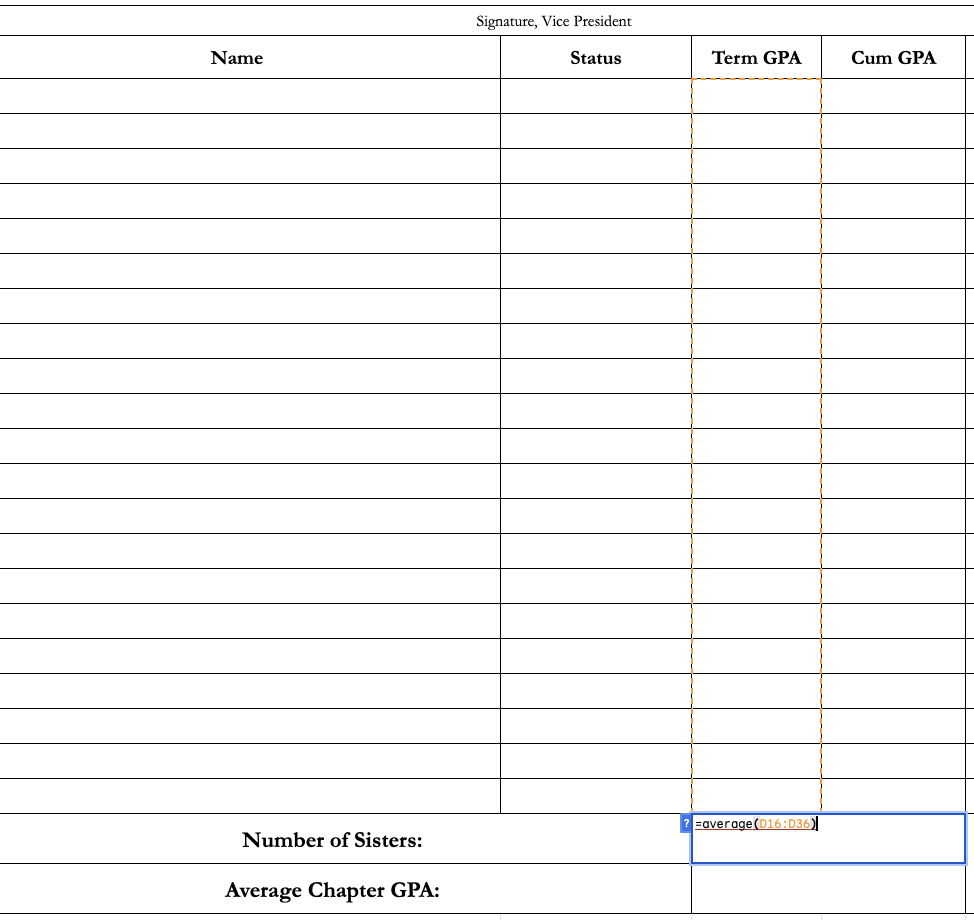 Signature, Vice President
Name Status Term GPA Cum GPA
Number of Sisters: ? =average(D16:D36)
Average Chapter GPA: